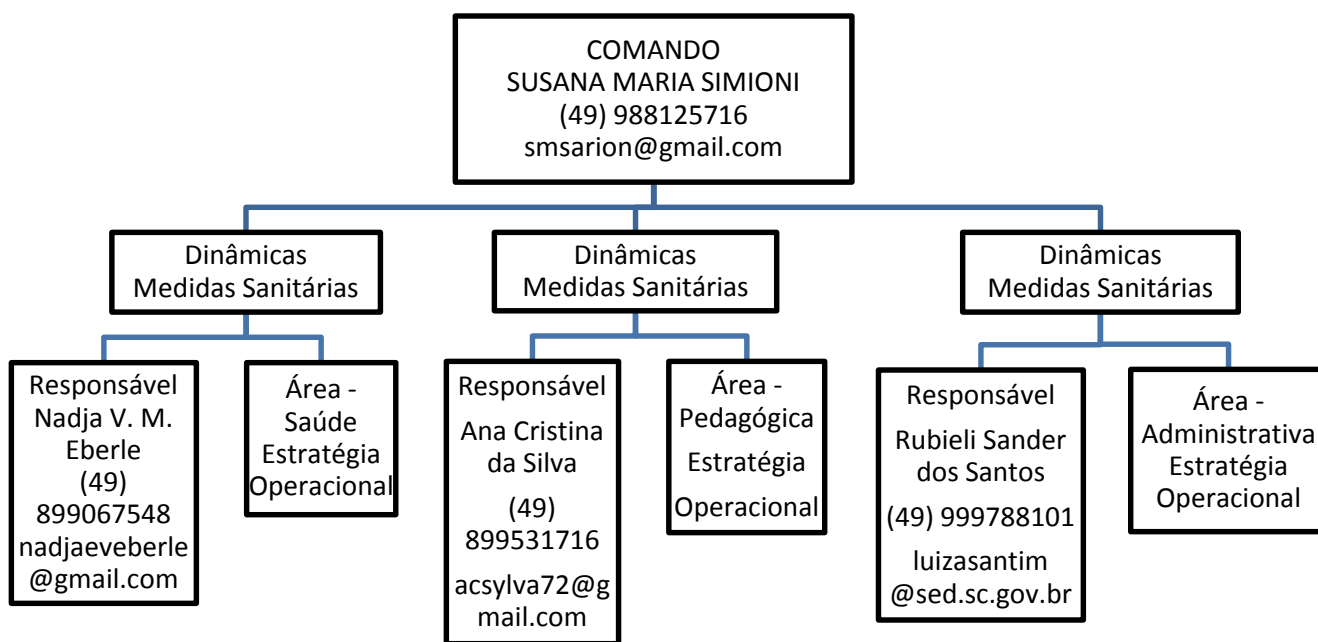 COMANDO
SUSANA MARIA SIMIONI
(49) 988125716
smsarion@gmail.com
Dinâmicas
Medidas Sanitárias
Dinâmicas
Medidas Sanitárias
Dinâmicas
Medidas Sanitárias
Responsável
Nadja V. M.
Eberle
(49)
899067548
nadjaeveberle
@gmail.com
Área -
Saúde
Estratégia
Operacional
Responsável
Ana Cristina
da Silva
(49)
899531716
acsylva72@g
mail.com
Área -
Pedagógica
Estratégia
Operacional
Responsável
Rubieli Sander
dos Santos
(49) 999788101
luizasantim
@sed.sc.gov.br
Área -
Administrativa
Estratégia
Operacional